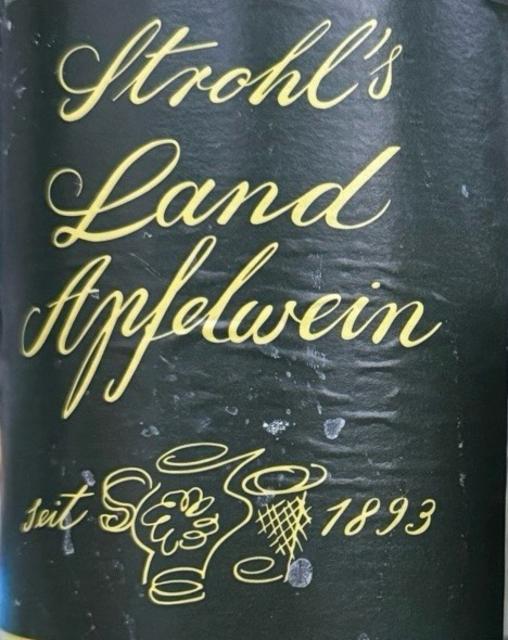 Strohl's
Land
Apfelwein
seit 1893